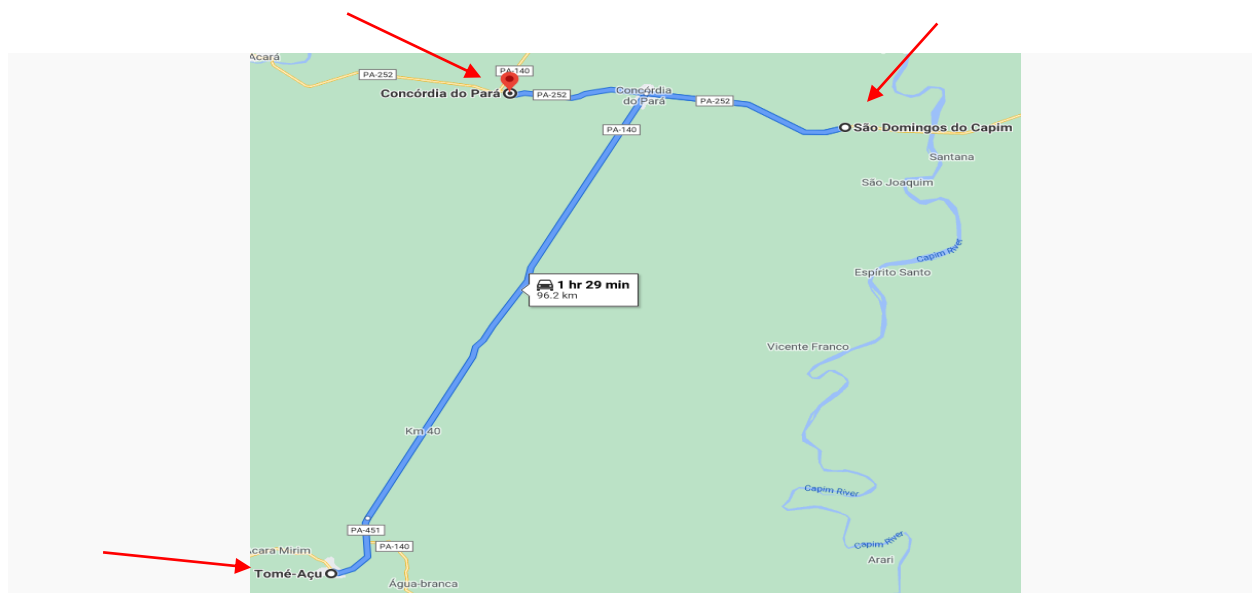 Acará
PA-252
PA-140
Concórdia do Pará
PA-252
Concórdia
do Pará
PA-252
PA-140
São Domingos do Capim
Santana
São Joaquim
Capim River
Espírito Santo
1 hr 29 min
96.2 km
Vicente Franco
Km 40
Capim River
PA-451
Capim River
PA-140
cara Mirim
Arari
Tomé-Açu
Água-branca